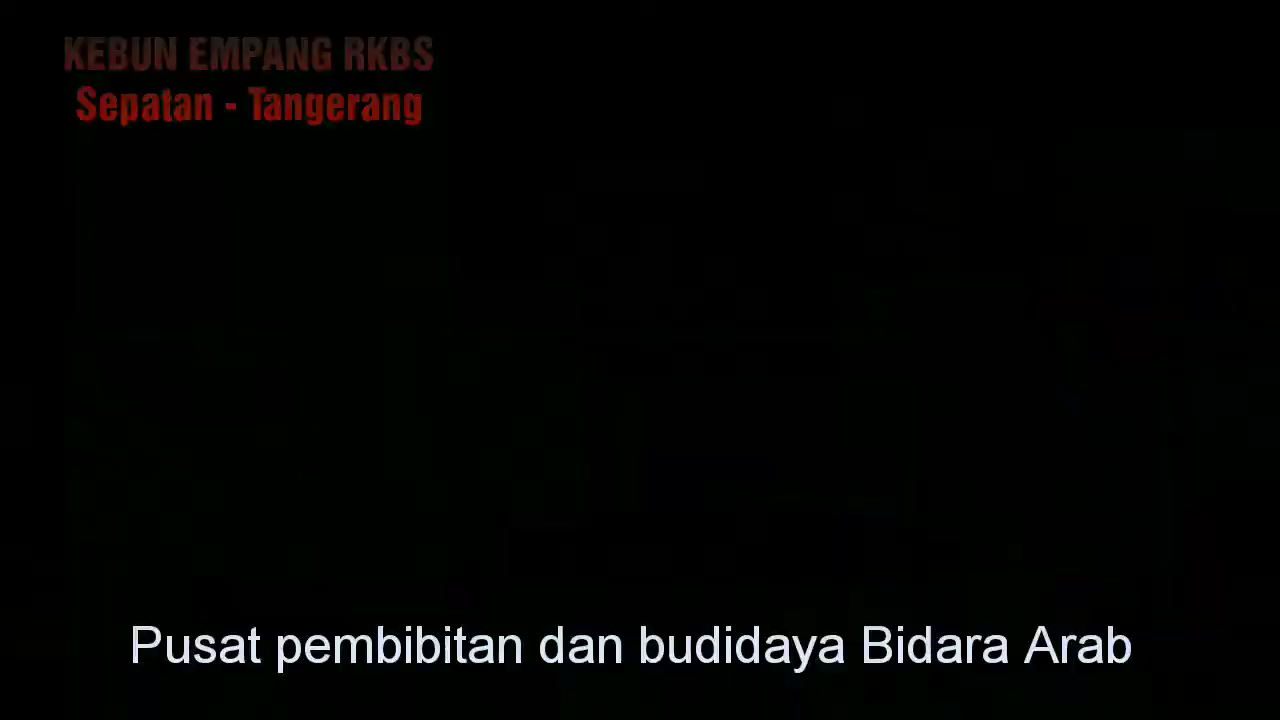 KEBUN EMPANG RKBS
Sepatan - Tangerang
Pusat pembibitan dan budidaya Bidara Arab